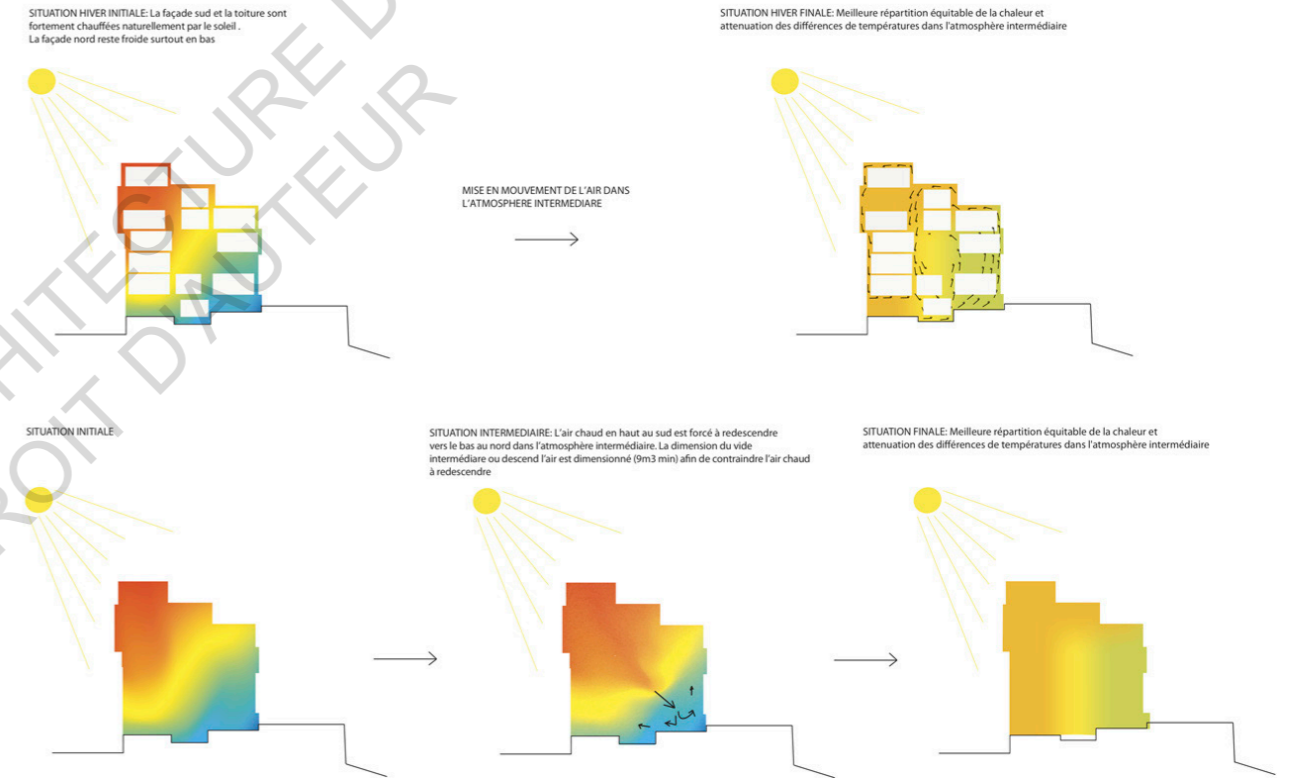 SITUATION HIVER INITIALE: La façade sud et la toiture sont
fortement chauffées naturellement par le soleil .
La façade nord reste froide surtout en bas
SITUATION HIVER FINALE: Meilleure répartition équitable de la chaleur et
attenuation des différences de températures dans l'atmosphère intermédiaire
MISE EN MOUVEMENT DE L'AIR DANS
L'ATMOSPHERE INTERMEDIARE
SITUATION INITIALE
SITUATION INTERMEDIAIRE: L'air chaud en haut au sud est forcé à redescendre
vers le bas au nord dans l'atmosphère intermédiaire. La dimension du vide
intermédiare ou descend l'air est dimensionné (9m3 min) afin de contraindre l'air chaud
à redescendre
SITUATION FINALE: Meilleure répartition équitable de la chaleur et
attenuation des différences de températures dans l'atmosphère intermédiaire
HITECTURE D
ROIT D'AUTEUR